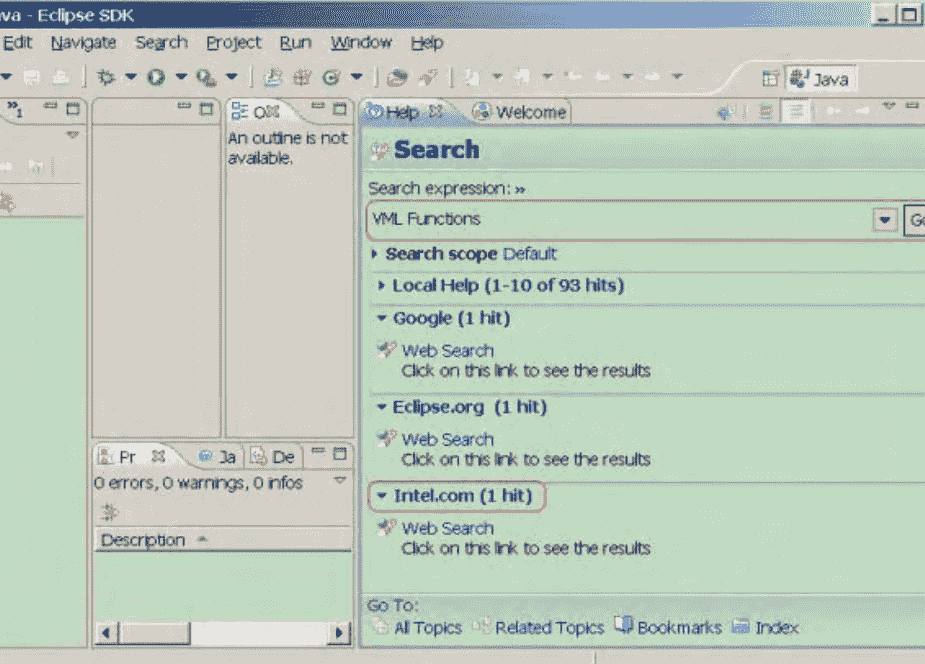 va - Eclipse SDK
Edit Navigate Search Project Run Window Help
Java
»1
O
Help Welcome
An outline is not
available.
Search
Search expression: »
VML Functions
Go
Search scope Default
Local Help (1-10 of 93 hits)
Google (1 hit)
Web Search
Click on this link to see the results
Eclipse.org (1 hit)
Web Search
Click on this link to see the results
Pr Ja De
0 errors, 0 warnings, 0 infos
Description
Intel.com (1 hit)
Web Search
Click on this link to see the results
Go To:
All Topics Related Topics Bookmarks Index